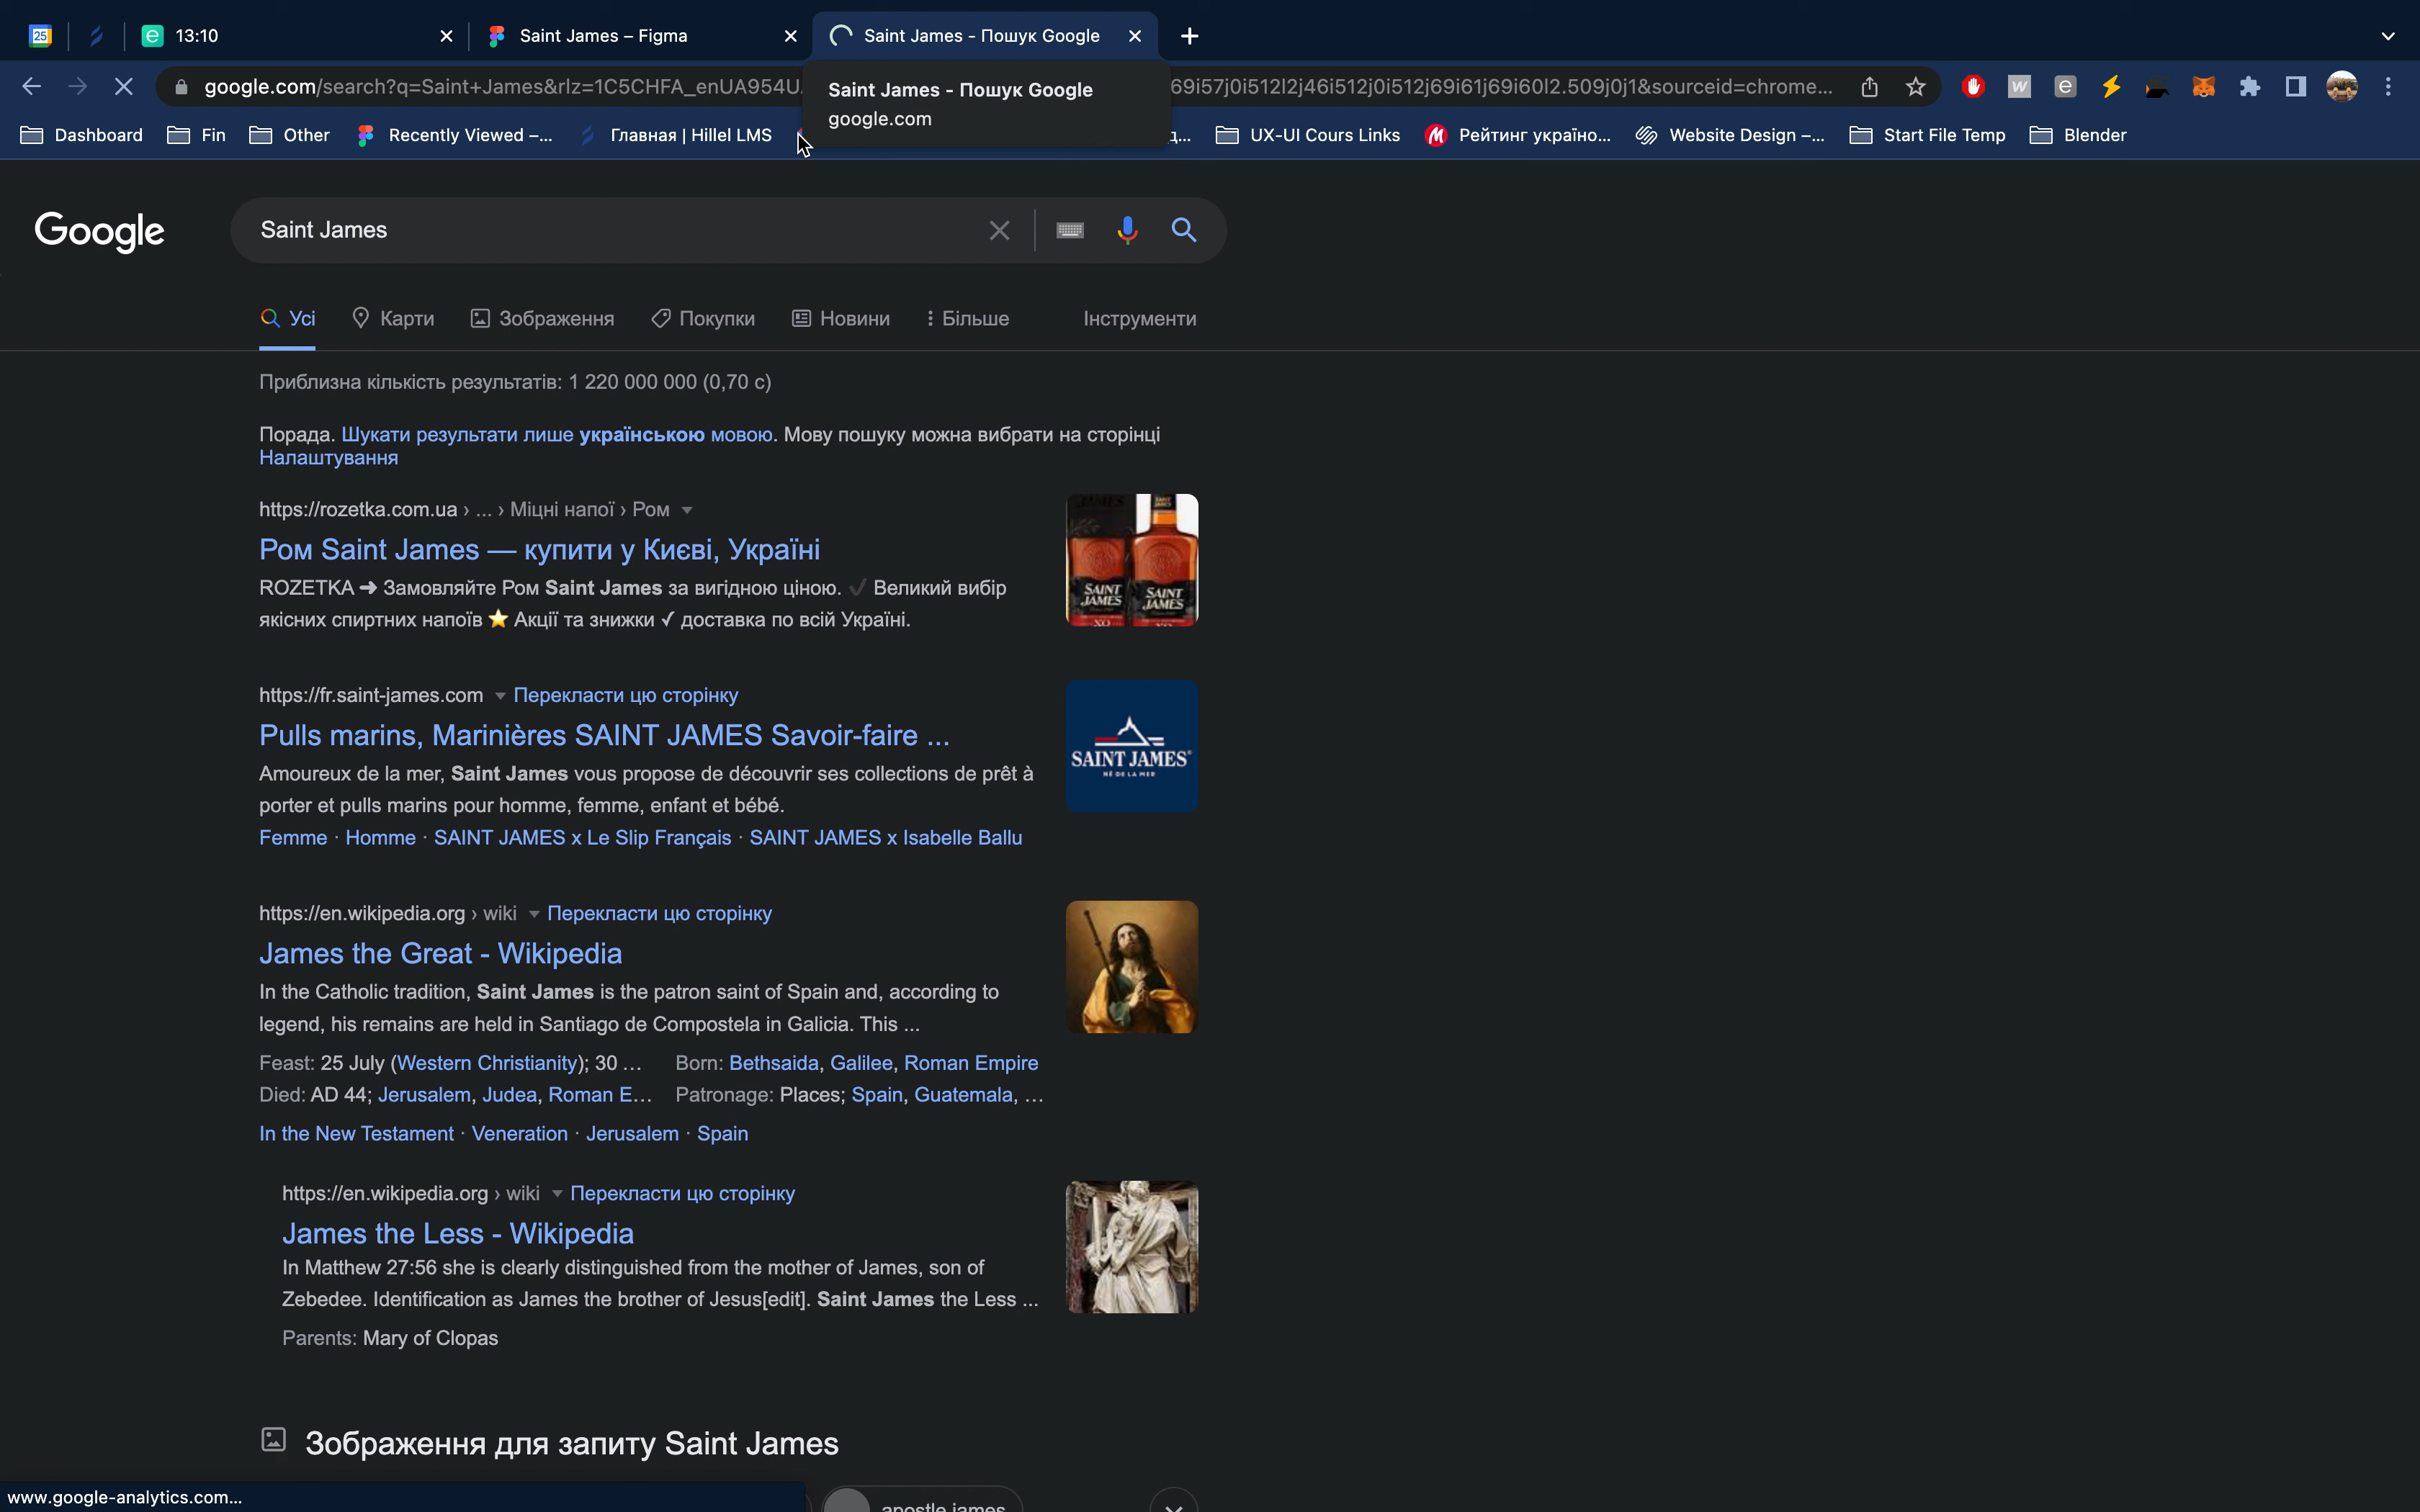 25
13:10
Saint James – Figma
Saint James - Пошук Google
google.com/search?q=Saint+James&rlz=1C5CHFA_enUA954U
69i57j0i512l2j46i512j0i512j69i61j69i60l2.509j0j1&sourceid=chrome...
Saint James - Пошук Google
google.com
Dashboard
Fin
Other
Recently Viewed –...
Главная | Hillel LMS
UX-UI Cours Links
Рейтинг україно...
Website Design –...
Start File Temp
Blender
Google
Saint James
Усі
Карти
Зображення
Покупки
Новини
Більше
Інструменти
Приблизна кількість результатів: 1 220 000 000 (0,70 с)
Порада. Шукати результати лише українською мовою. Мову пошуку можна вибрати на сторінці
Налаштування
https://rozetka.com.ua › ... › Міцні напої › Ром
Ром Saint James — купити у Києві, Україні
ROZETKA ➜ Замовляйте Ром Saint James за вигідною ціною. ✓ Великий вибір
якісних спиртних напоїв ⭐ Акції та знижки ✓ доставка по всій Україні.
SAINT JAMES XO
SAINT JAMES XO
https://fr.saint-james.com Перекласти цю сторінку
Pulls marins, Marinières SAINT JAMES Savoir-faire ...
Amoureux de la mer, Saint James vous propose de découvrir ses collections de prêt à
porter et pulls marins pour homme, femme, enfant et bébé.
Femme · Homme · SAINT JAMES x Le Slip Français · SAINT JAMES x Isabelle Ballu
SAINT JAMES®
NÉ DE LA MER
https://en.wikipedia.org › wiki Перекласти цю сторінку
James the Great - Wikipedia
In the Catholic tradition, Saint James is the patron saint of Spain and, according to
legend, his remains are held in Santiago de Compostela in Galicia. This ...
Feast: 25 July (Western Christianity); 30 ... Born: Bethsaida, Galilee, Roman Empire
Died: AD 44; Jerusalem, Judea, Roman E... Patronage: Places; Spain, Guatemala, ...
In the New Testament · Veneration · Jerusalem · Spain
https://en.wikipedia.org › wiki Перекласти цю сторінку
James the Less - Wikipedia
In Matthew 27:56 she is clearly distinguished from the mother of James, son of
Zebedee. Identification as James the brother of Jesus[edit]. Saint James the Less ...
Parents: Mary of Clopas
Зображення для запиту Saint James
apostle james
www.google-analytics.com...